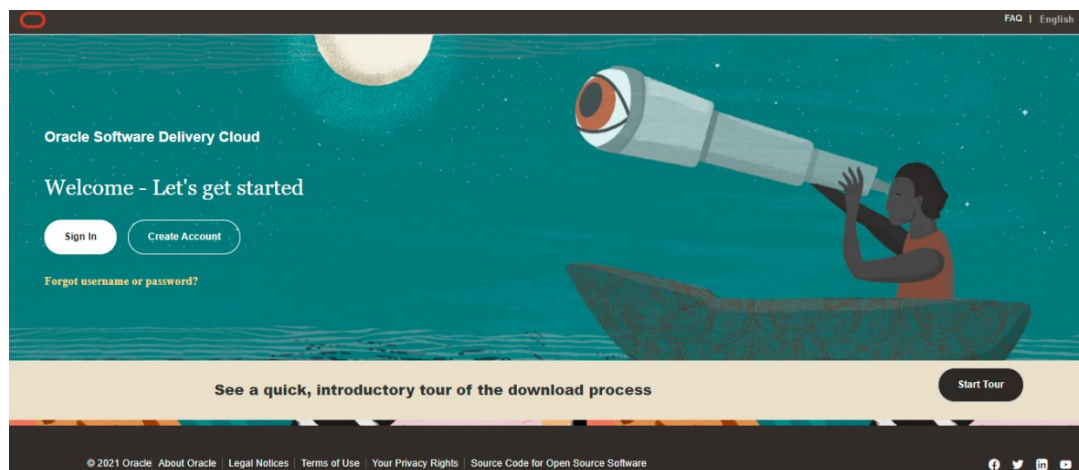 FAQ | English
Oracle Software Delivery Cloud
Welcome - Let's get started
Sign In
Create Account
Forgot username or password?
See a quick, introductory tour of the download process
Start Tour
© 2021 Oracle About Oracle | Legal Notices | Terms of Use | Your Privacy Rights | Source Code for Open Source Software